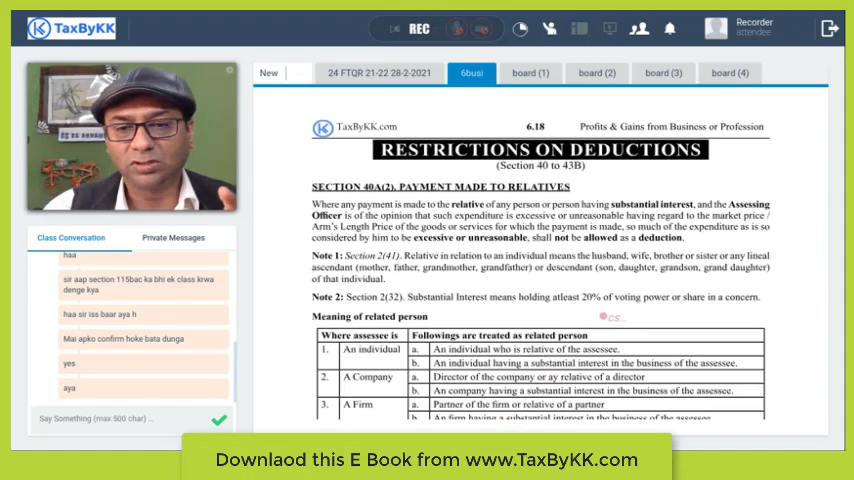 TaxByKK
REC
Recorder
attendee
New
24 FTQR 21-22 28-2-2021
6busi
board (1)
board (2)
board (3)
board (4)
TaxByKK.com
6.18
Profits & Gains from Business or Profession
RESTRICTIONS ON DEDUCTIONS
(Section 40 to 43B)
SECTION 40A(2), PAYMENT MADE TO RELATIVES
Where any payment is made to the relative of any person or person having substantial interest, and the Assessing
Officer is of the opinion that such expenditure is excessive or unreasonable having regard to the market price /
Arm's Length Price of the goods or services for which the payment is made, so much of the expenditure as is so
considered by him to be excessive or unreasonable, shall not be allowed as a deduction.
Note 1: Section 2(41). Relative in relation to an individual means the husband, wife, brother or sister or any lineal
ascendant (mother, father, grandmother, grandfather) or descendant (son, daughter, grandson, grand daughter)
of that individual.
Note 2: Section 2(32). Substantial Interest means holding atleast 20% of voting power or share in a concern.
Meaning of related person
cs...
Where assessee is
Followings are treated as related person
1. An individual a. An individual who is relative of the assessee.
b. An individual having a substantial interest in the business of the assessee.
2. A Company a. Director of the company or ay relative of a director
b. An company having a substantial interest in the business of the assessee.
3. A Firm a. Partner of the firm or relative of a partner
b. An firm having a substantial interest in the business of the assessee.
Class Conversation
Private Messages
haa
sir aap section 115bac ka bhi ek class krwa
denge kya
haa sir iss baar aya h
Mai apko confirm hoke bata dunga
yes
aya
Say Something (max 500 char) ...
Downlaod this E Book from www.TaxByKK.com